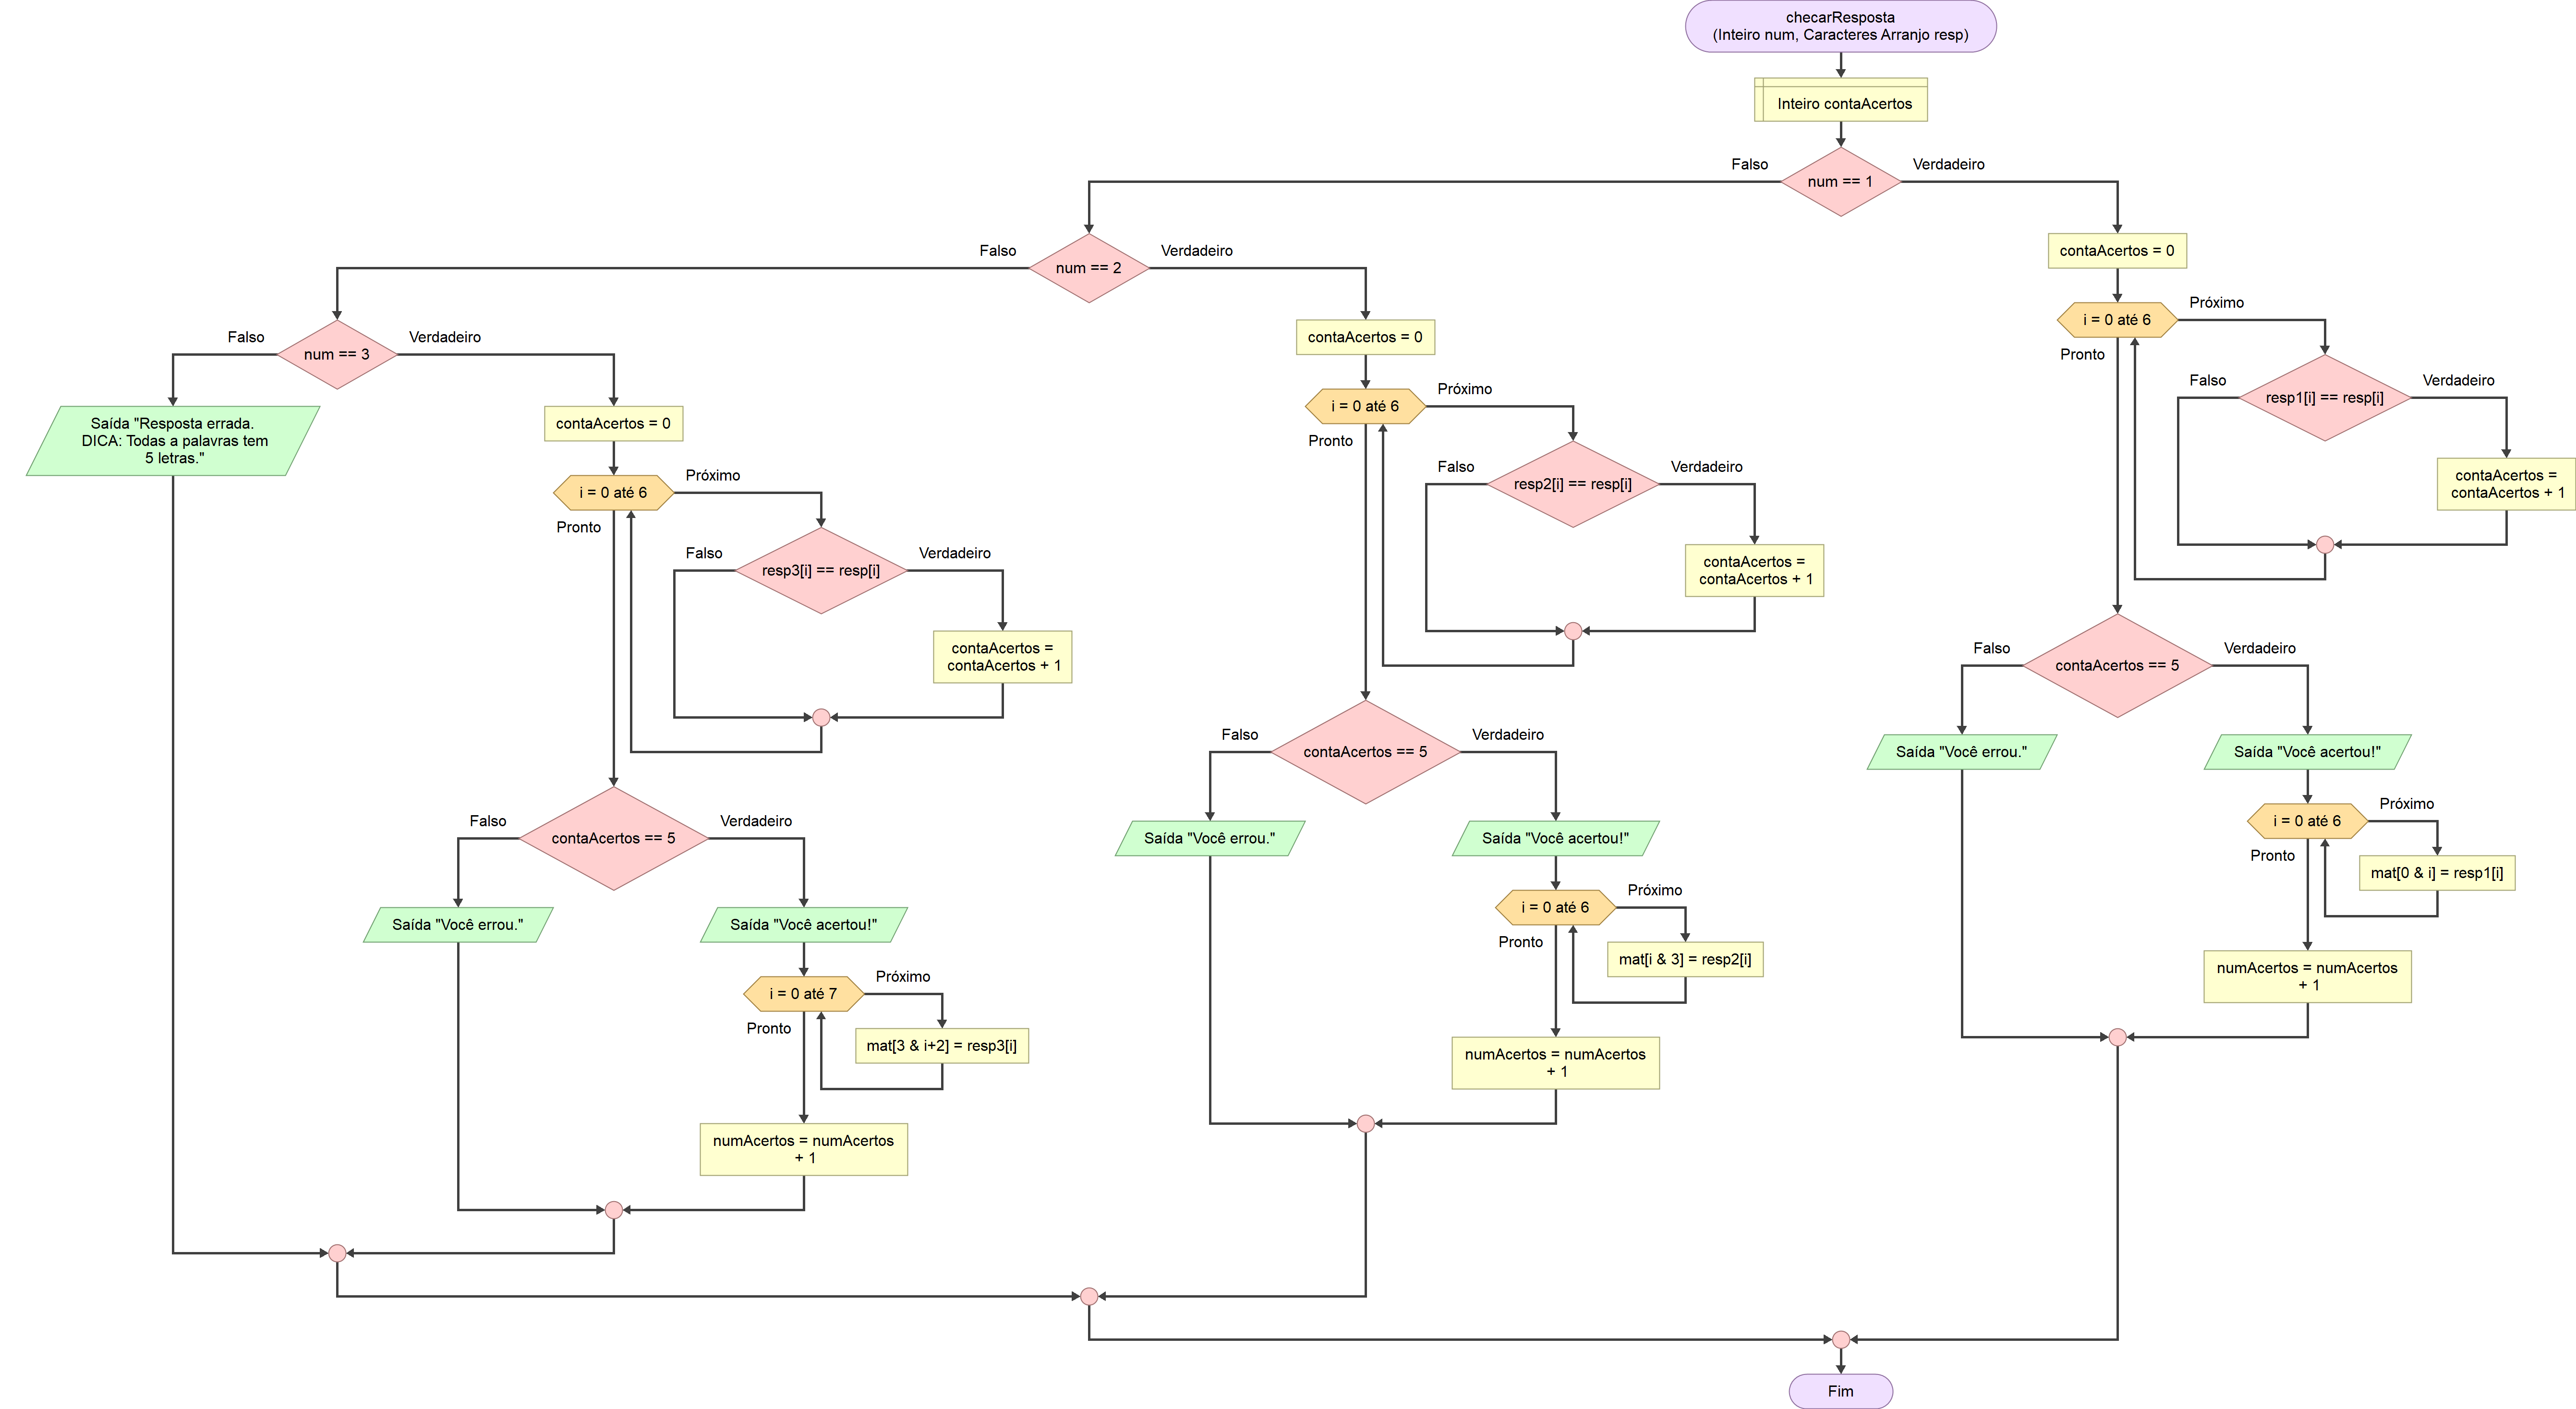 checarResposta
(Inteiro num, Caracteres Arranjo resp)
Inteiro contaAcertos
Falso
num == 1
Verdadeiro
Falso
num == 2
Verdadeiro
contaAcertos = 0
Falso
num == 3
Verdadeiro
contaAcertos = 0
i = 0 até 6
Próximo
Pronto
Falso
resp1[i] == resp[i]
Verdadeiro
contaAcertos =
contaAcertos + 1
Saída "Resposta errada.
DICA: Todas a palavras tem
5 letras."
contaAcertos = 0
i = 0 até 6
Próximo
Pronto
Falso
resp2[i] == resp[i]
Verdadeiro
contaAcertos =
contaAcertos + 1
i = 0 até 6
Próximo
Pronto
Falso
resp3[i] == resp[i]
Verdadeiro
contaAcertos =
contaAcertos + 1
Falso
contaAcertos == 5
Verdadeiro
Saída "Você errou."
Saída "Você acertou!"
i = 0 até 6
Próximo
Pronto
mat[0 & i] = resp1[i]
numAcertos = numAcertos
+ 1
Falso
contaAcertos == 5
Verdadeiro
Saída "Você errou."
Saída "Você acertou!"
i = 0 até 6
Próximo
Pronto
mat[i & 3] = resp2[i]
numAcertos = numAcertos
+ 1
Falso
contaAcertos == 5
Verdadeiro
Saída "Você errou."
Saída "Você acertou!"
i = 0 até 7
Próximo
Pronto
mat[3 & i+2] = resp3[i]
numAcertos = numAcertos
+ 1
Fim